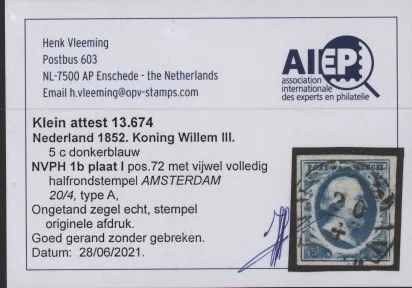 Henk Vleeming
Postbus 603
NL-7500 AP Enschede - the Netherlands
Email h.vleeming@opv-stamps.com
AIEP
association
internationale
des experts en philatelie
Klein attest 13.674
Nederland 1852. Koning Willem III.
5 c donkerblauw
NVPH 1b plaat I pos.72 met vijwel volledig
halfrondstempel AMSTERDAM
20/4, type A,
Ongetand zegel echt, stempel
originele afdruk.
Goed gerand zonder gebreken.
Datum: 28/06/2021.
POST
20